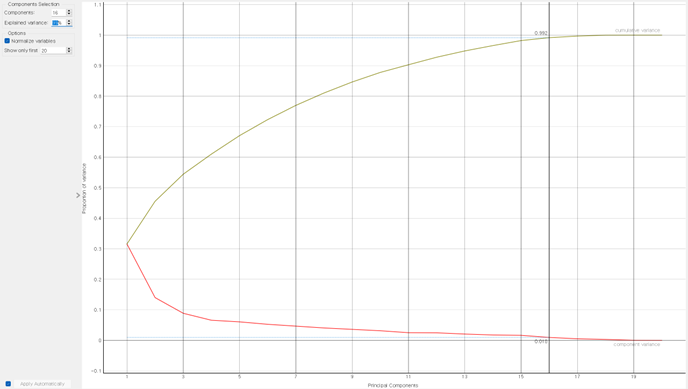 Components Selection
Components: 16
Explained variance:
Options
Normalize variables
Show only first: 20
Apply Automatically
1.1
1
0.9
0.8
0.7
0.6
0.5
0.4
0.3
0.2
0.1
0
-0.1
Proportion of variance
0.992
cumulative variance
component variance
1 3 5 7 9 11 13 15 17 19
Principal Components